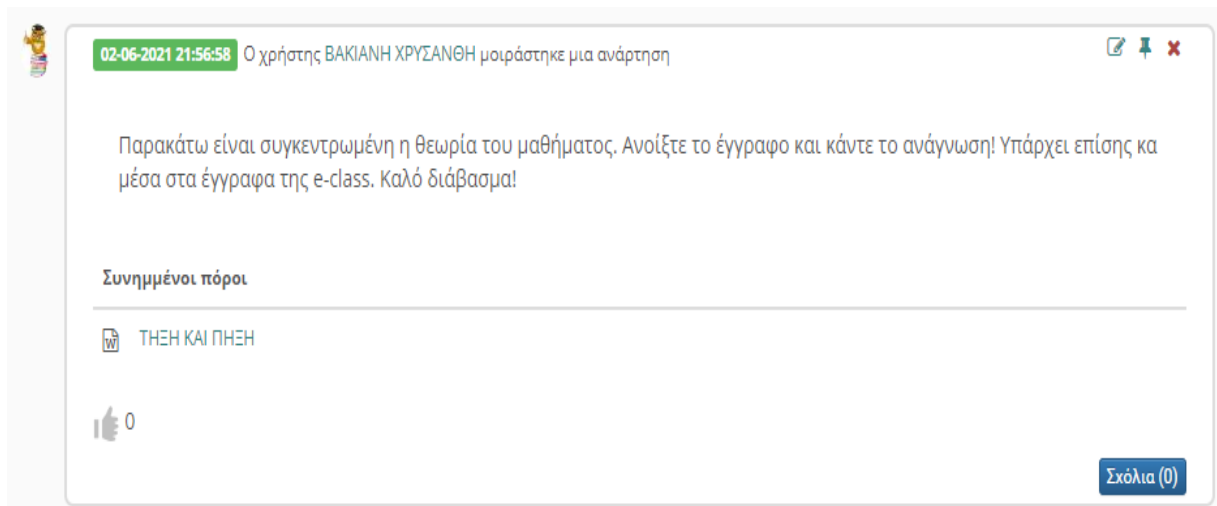 02-06-2021 21:56:58 Ο χρήστης ΒΑΚΙΑΝΗ ΧΡΥΣΑΝΘΗ μοιράστηκε μια ανάρτηση
Παρακάτω είναι συγκεντρωμένη η θεωρία του μαθήματος. Ανοίξτε το έγγραφο και κάντε το ανάγνωση! Υπάρχει επίσης κα
μέσα στα έγγραφα της e-class. Καλό διάβασμα!
Συνημμένοι πόροι
ΤΗΞΗ ΚΑΙ ΠΗΞΗ
0
Σχόλια (0)